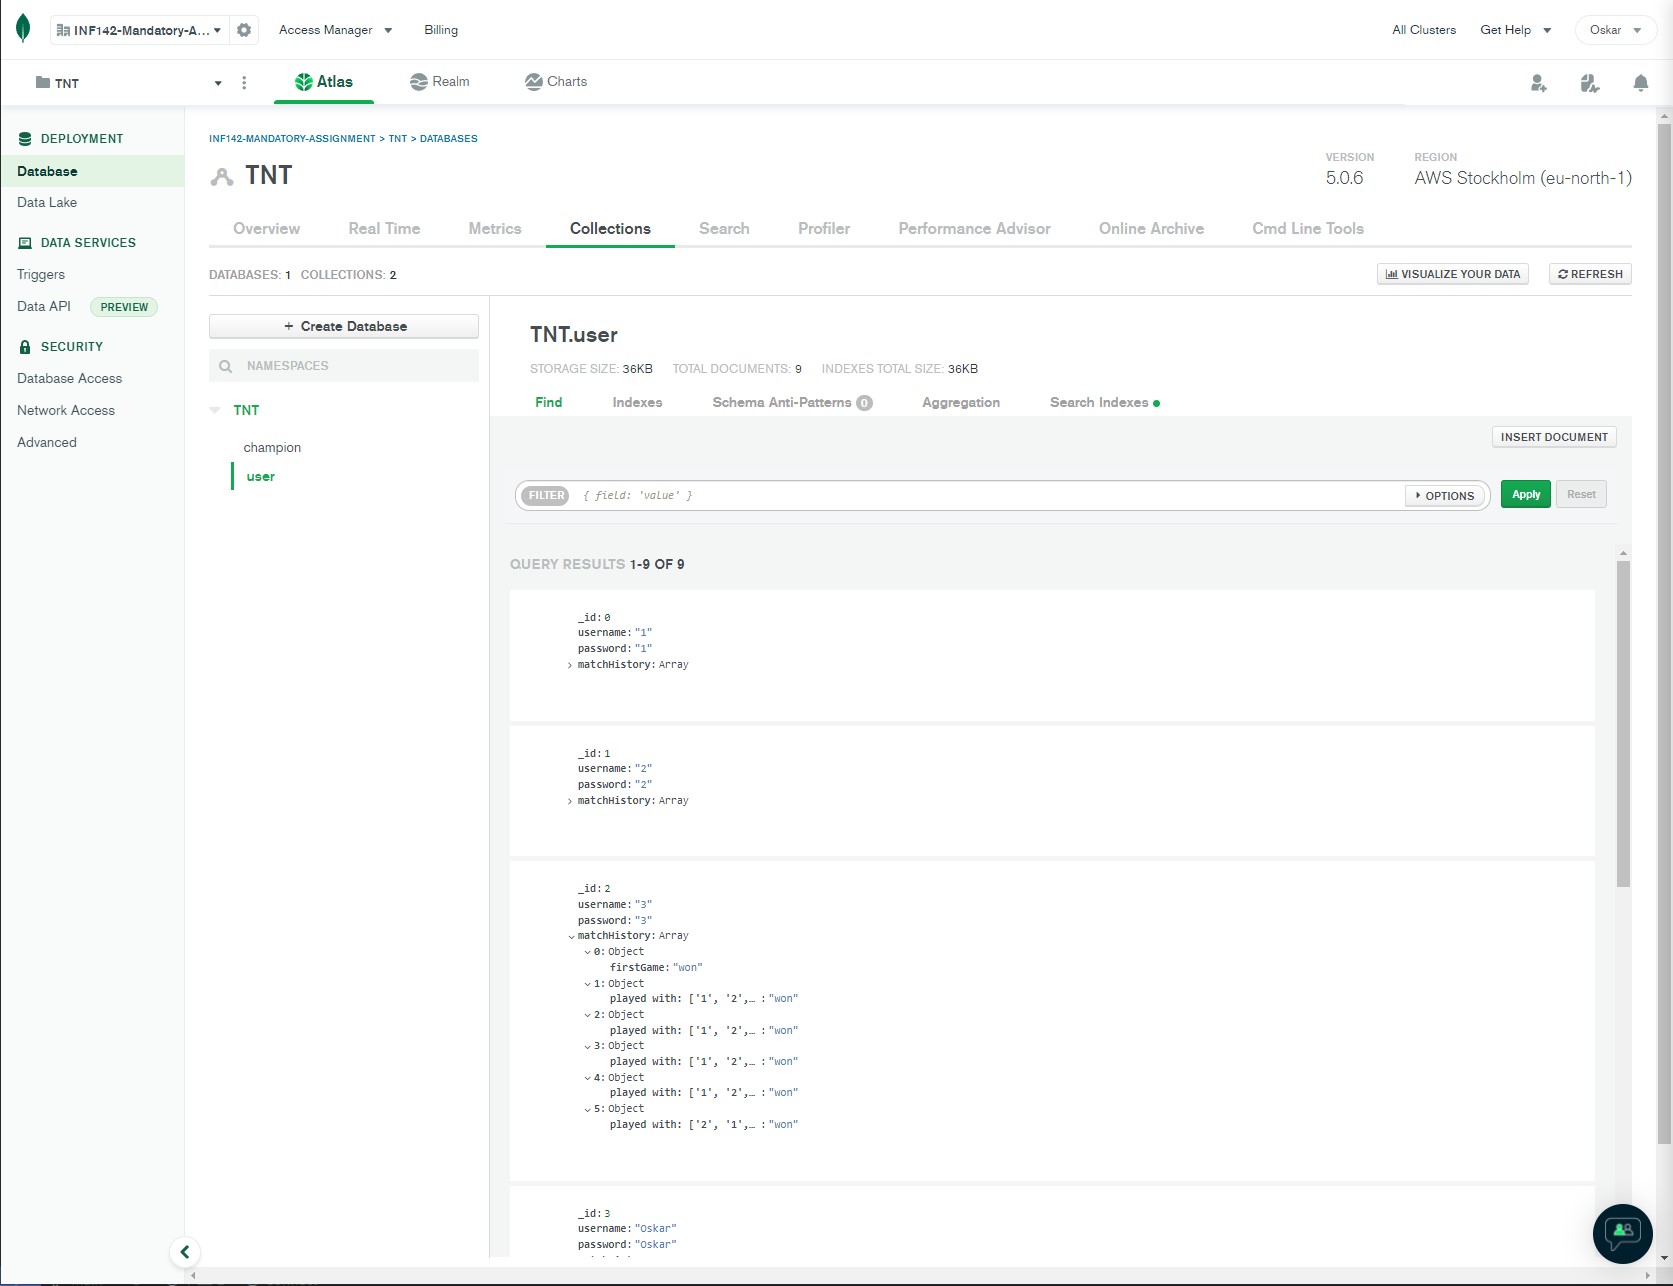 INF142-Mandatory-A... Access Manager Billing All Clusters Get Help Oskar
TNT Atlas Realm Charts
DEPLOYMENT
Database
Data Lake
DATA SERVICES
Triggers
Data API PREVIEW
SECURITY
Database Access
Network Access
Advanced
INF142-MANDATORY-ASSIGNMENT > TNT > DATABASES
TNT
VERSION REGION
5.0.6 AWS Stockholm (eu-north-1)
Overview Real Time Metrics Collections Search Profiler Performance Advisor Online Archive Cmd Line Tools
DATABASES: 1 COLLECTIONS: 2 VISUALIZE YOUR DATA REFRESH
+ Create Database
NAMESPACES
TNT
champion
user
TNT.user
STORAGE SIZE: 36KB TOTAL DOCUMENTS: 9 INDEXES TOTAL SIZE: 36KB
Find Indexes Schema Anti-Patterns 0 Aggregation Search Indexes
INSERT DOCUMENT
FILTER { field: 'value' } OPTIONS Apply Reset
QUERY RESULTS 1-9 OF 9
_id: 0
username: "1"
password: "1"
matchHistory: Array
_id: 1
username: "2"
password: "2"
matchHistory: Array
_id: 2
username: "3"
password: "3"
matchHistory: Array
0: Object
firstGame: "won"
1: Object
played with: ['1', '2',… : "won"
2: Object
played with: ['1', '2',… : "won"
3: Object
played with: ['1', '2',… : "won"
4: Object
played with: ['1', '2',… : "won"
5: Object
played with: ['2', '1',… : "won"
_id: 3
username: "Oskar"
password: "Oskar"